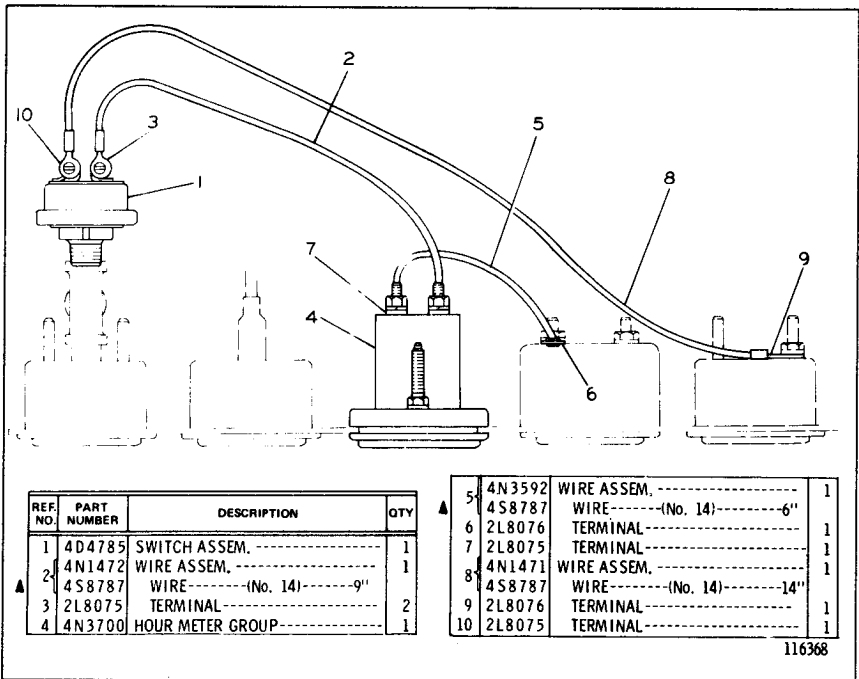 2
10
3
5
1
8
7
9
4
6
REF. NO. PART NUMBER DESCRIPTION QTY
1 4D4785 SWITCH ASSEM. ------------------- 1
2{ 4N1472 WIRE ASSEM. --------------------- 1
▲ 4S8787 WIRE--------(No. 14)-------9"
3 2L8075 TERMINAL---------------------- 2
4 4N3700 HOUR METER GROUP------------- 1
5{ 4N3592 WIRE ASSEM. -------------------- 1
▲ 4S8787 WIRE------(No. 14)--------6"
6 2L8076 TERMINAL--------------------- 1
7 2L8075 TERMINAL--------------------- 1
8{ 4N1471 WIRE ASSEM. -------------------- 1
4S8787 WIRE------(No. 14)-------14"
9 2L8076 TERMINAL--------------------- 1
10 2L8075 TERMINAL--------------------- 1
116368